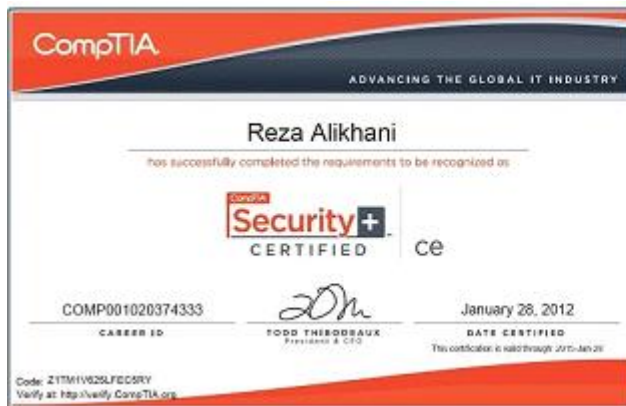 CompTIA.
ADVANCING THE GLOBAL IT INDUSTRY
Reza Alikhani
has successfully completed the requirements to be recognized as
CompTIA
Security+
CERTIFIED
ce
COMP001020374333
CAREER ID
TODD THIBODEAUX
President & CEO
January 28, 2012
DATE CERTIFIED
This certification is valid through 2015-Jan-28
Code: Z1TM1V625LFEC5RY
Verify at: http://verify.CompTIA.org